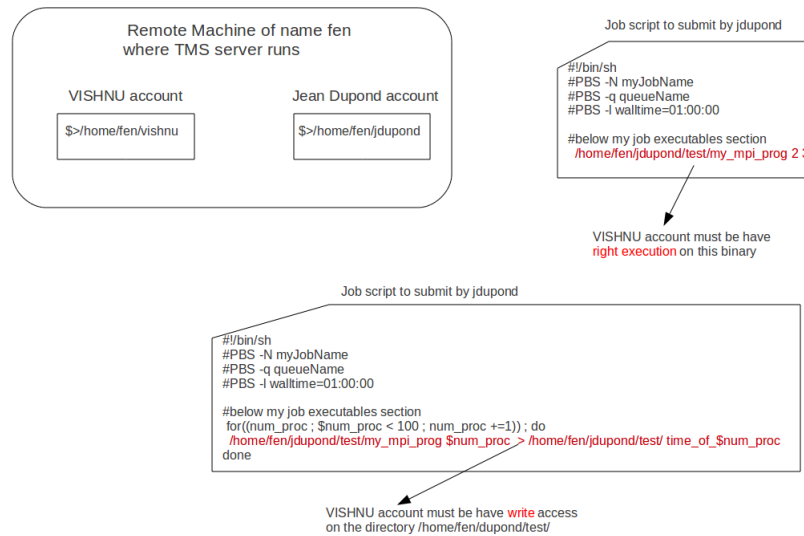 Remote Machine of name fen
where TMS server runs
VISHNU account
$>/home/fen/vishnu
Jean Dupond account
$>/home/fen/jdupond
Job script to submit by jdupond
#!/bin/sh
#PBS -N myJobName
#PBS -q queueName
#PBS -l walltime=01:00:00
#below my job executables section
/home/fen/jdupond/test/my_mpi_prog 2 3
VISHNU account must be have
right execution on this binary
Job script to submit by jdupond
#!/bin/sh
#PBS -N myJobName
#PBS -q queueName
#PBS -l walltime=01:00:00
#below my job executables section
for((num_proc ; $num_proc < 100 ; num_proc +=1)) ; do
/home/fen/jdupond/test/my_mpi_prog $num_proc > /home/fen/jdupond/test/ time_of_$num_proc
done
VISHNU account must be have write access
on the directory /home/fen/dupond/test/